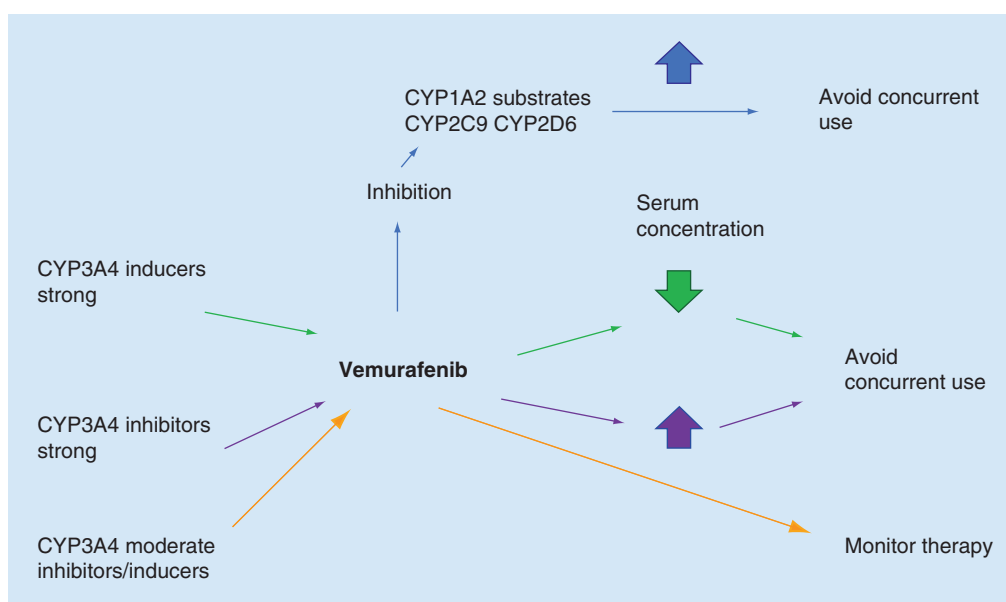 CYP1A2 substrates
CYP2C9 CYP2D6
Avoid concurrent
use
Inhibition
Serum
concentration
CYP3A4 inducers
strong
Vemurafenib
Avoid
concurrent use
CYP3A4 inhibitors
strong
CYP3A4 moderate
inhibitors/inducers
Monitor therapy